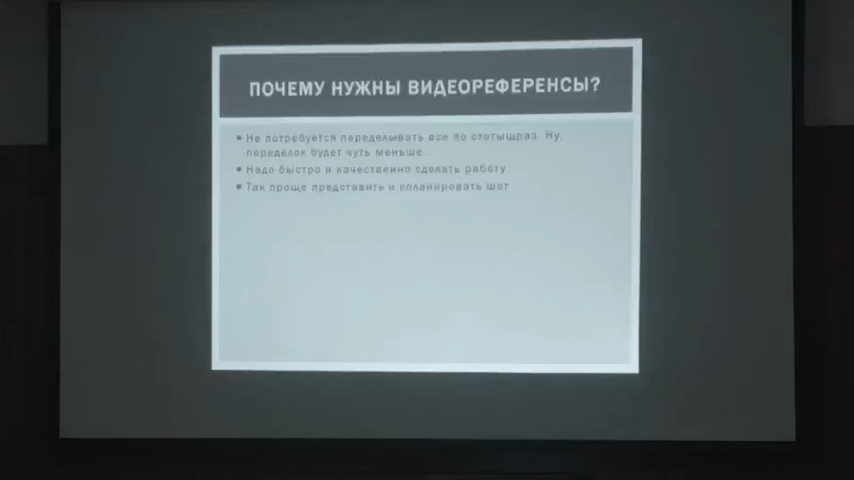 ПОЧЕМУ НУЖНЫ ВИДЕОРЕФЕРЕНСЫ?
Не потребуется переделывать все по стотыщраз. Ну,
переделок будет чуть меньше.
Надо быстро и качественно сделать работу
Так проще представить и спланировать шот